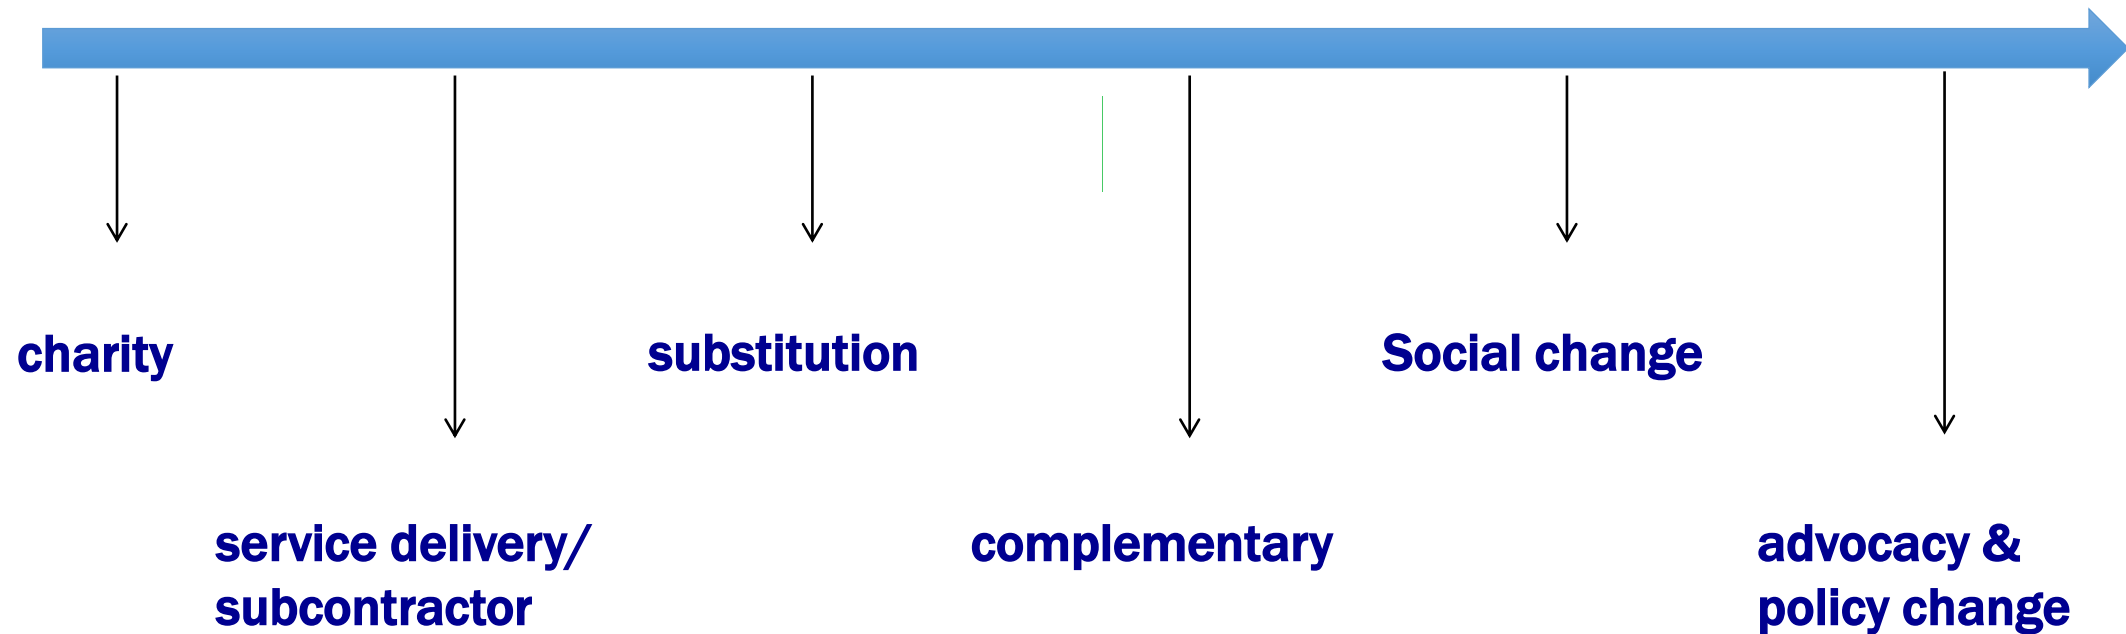 charity
substitution
Social change
service delivery/
subcontractor
complementary
advocacy &
policy change